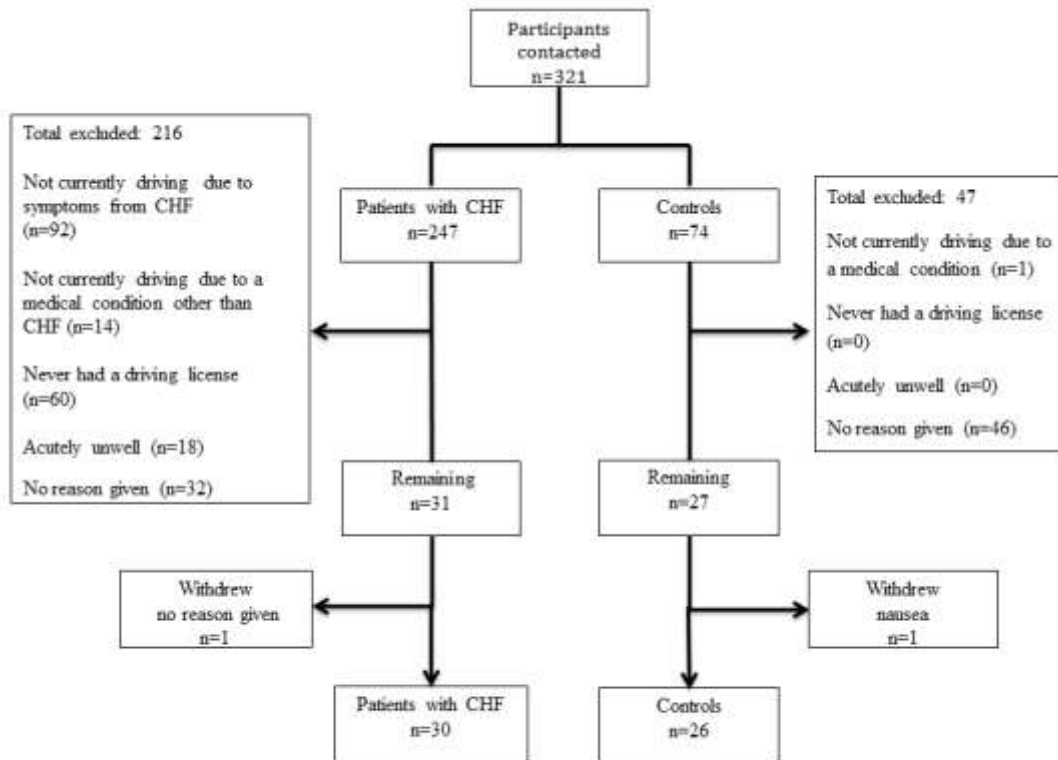 Participants
contacted
n=321
Total excluded: 216
Not currently driving due to
symptoms from CHF
(n=92)
Not currently driving due to a
medical condition other than
CHF (n=14)
Never had a driving license
(n=60)
Acutely unwell (n=18)
No reason given (n=32)
Patients with CHF
n=247
Controls
n=74
Total excluded: 47
Not currently driving due to
a medical condition (n=1)
Never had a driving license
(n=0)
Acutely unwell (n=0)
No reason given (n=46)
Remaining
n=31
Remaining
n=27
Withdrew
no reason given
n=1
Withdrew
nausea
n=1
Patients with CHF
n=30
Controls
n=26